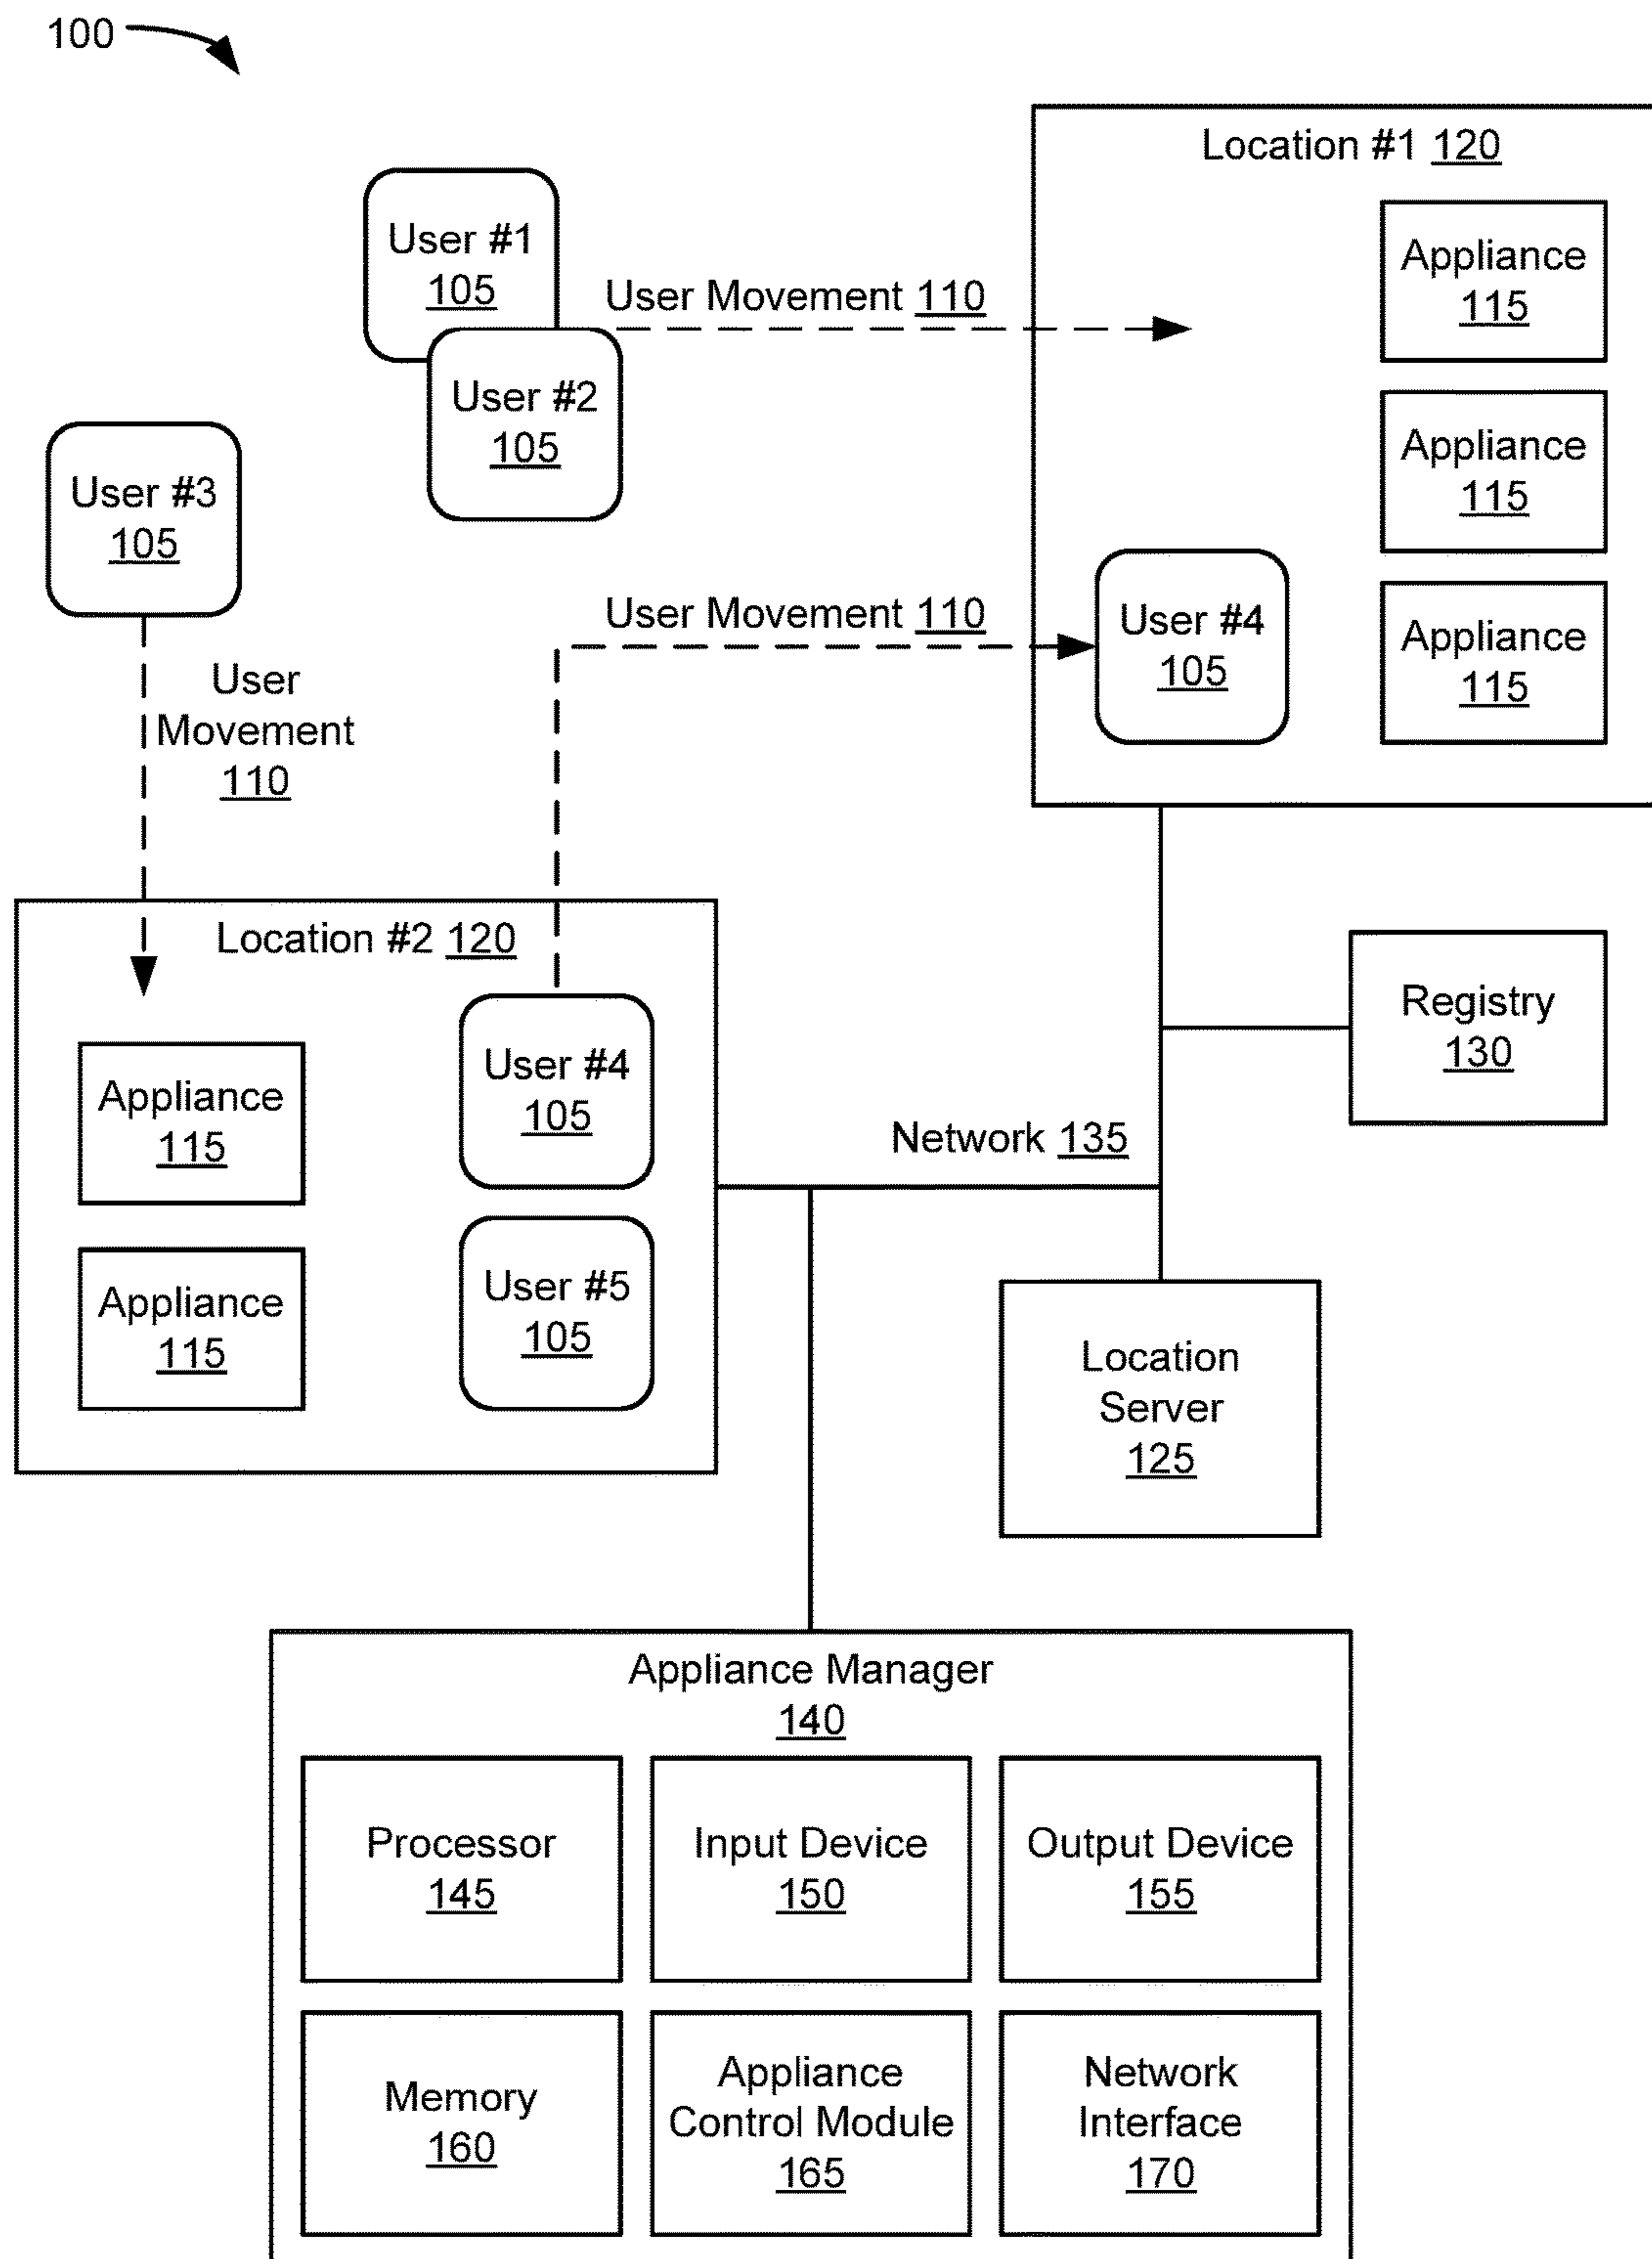 100
Location #1 120
User #1
105
User Movement 110
Appliance
115
User #2
105
Appliance
115
User #3
105
User Movement 110
User #4
105
Appliance
115
User
Movement
110
Location #2 120
Registry
130
User #4
105
Appliance
115
Network 135
User #5
105
Appliance
115
Location
Server
125
Appliance Manager
140
Processor
145
Input Device
150
Output Device
155
Memory
160
Appliance
Control Module
165
Network
Interface
170